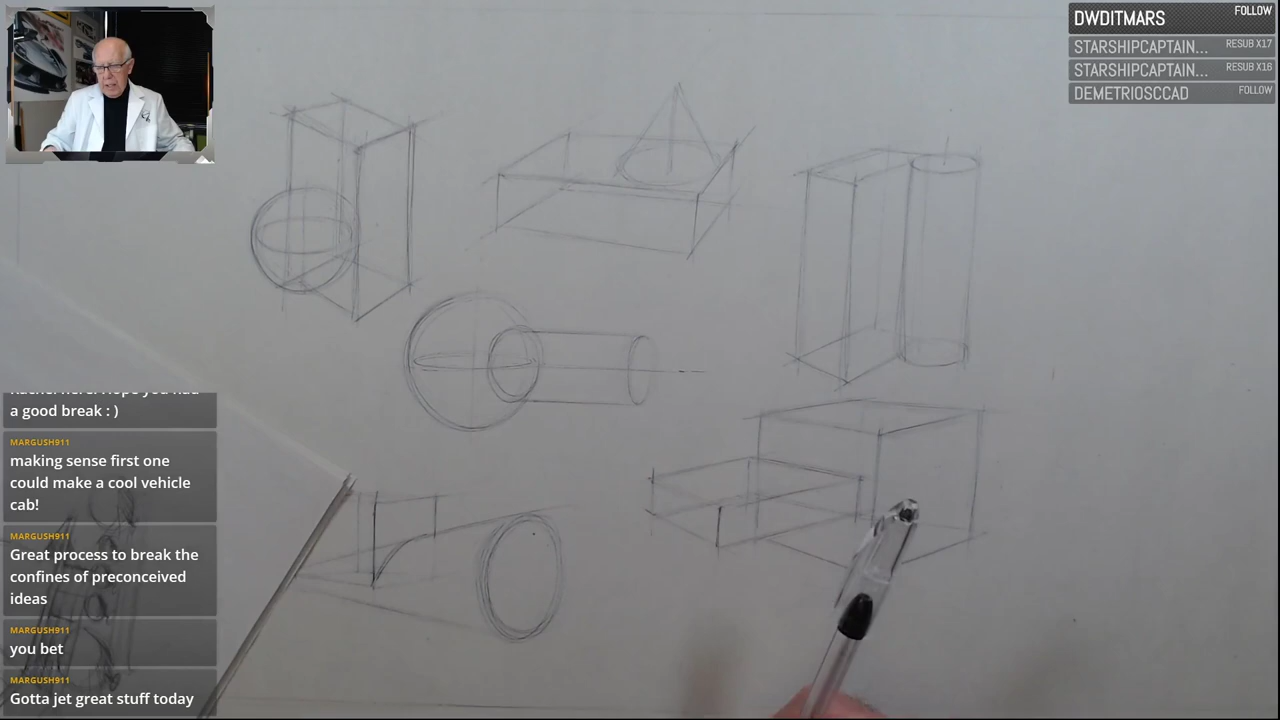 DWDITMARS FOLLOW
STARSHIPCAPTAIN... RESUB X17
STARSHIPCAPTAIN... RESUB X16
DEMETRIOSCCAD FOLLOW
a good break : )
MARGUSH911
making sense first one
could make a cool vehicle
cab!
MARGUSH911
Great process to break the
confines of preconceived
ideas
MARGUSH911
you bet
MARGUSH911
Gotta jet great stuff today